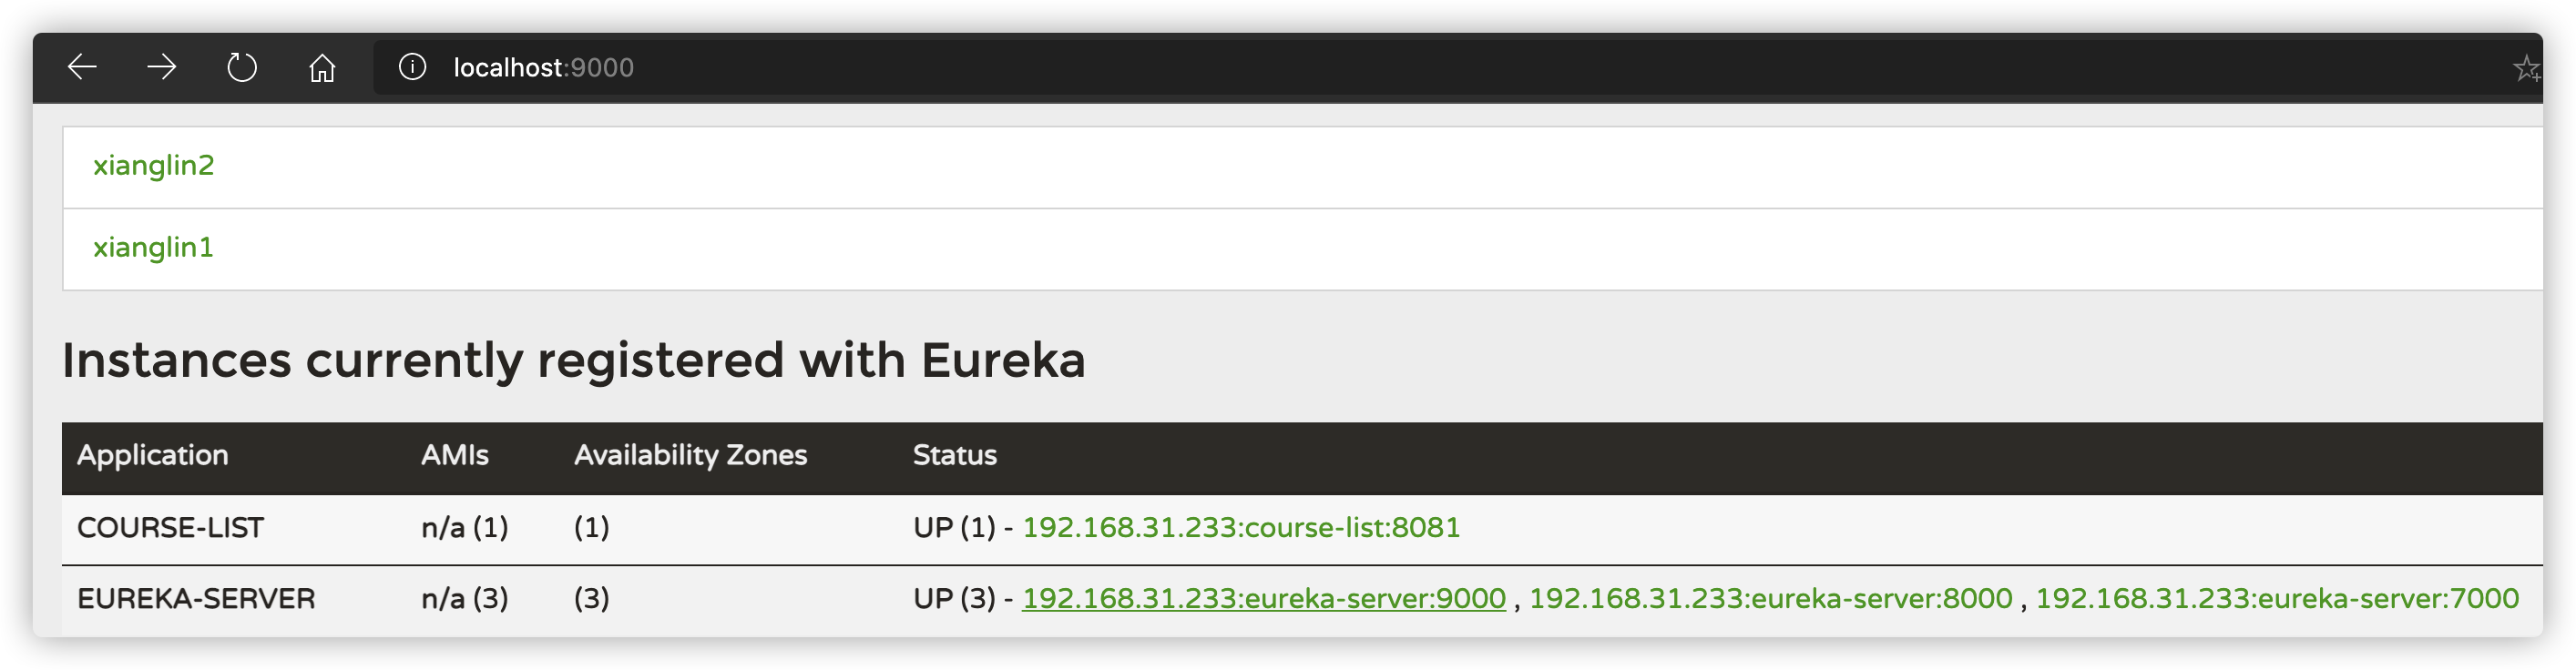 localhost:9000
xianglin2
xianglin1
Instances currently registered with Eureka
Application AMIs Availability Zones Status
COURSE-LIST n/a (1) (1) UP (1) - 192.168.31.233:course-list:8081
EUREKA-SERVER n/a (3) (3) UP (3) - 192.168.31.233:eureka-server:9000 , 192.168.31.233:eureka-server:8000 , 192.168.31.233:eureka-server:7000